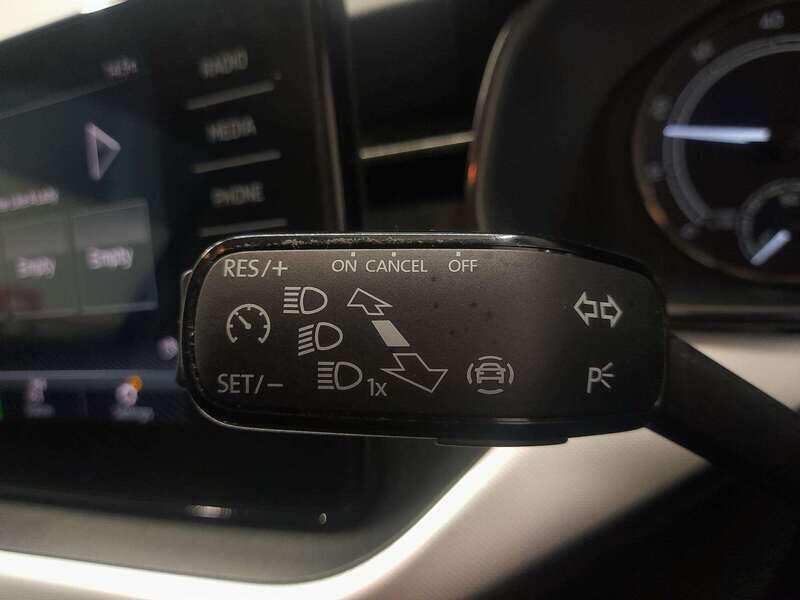 RADIO
MEDIA
PHONE
Empty
Empty
RES/+
ON CANCEL OFF
SET/−
1x
P